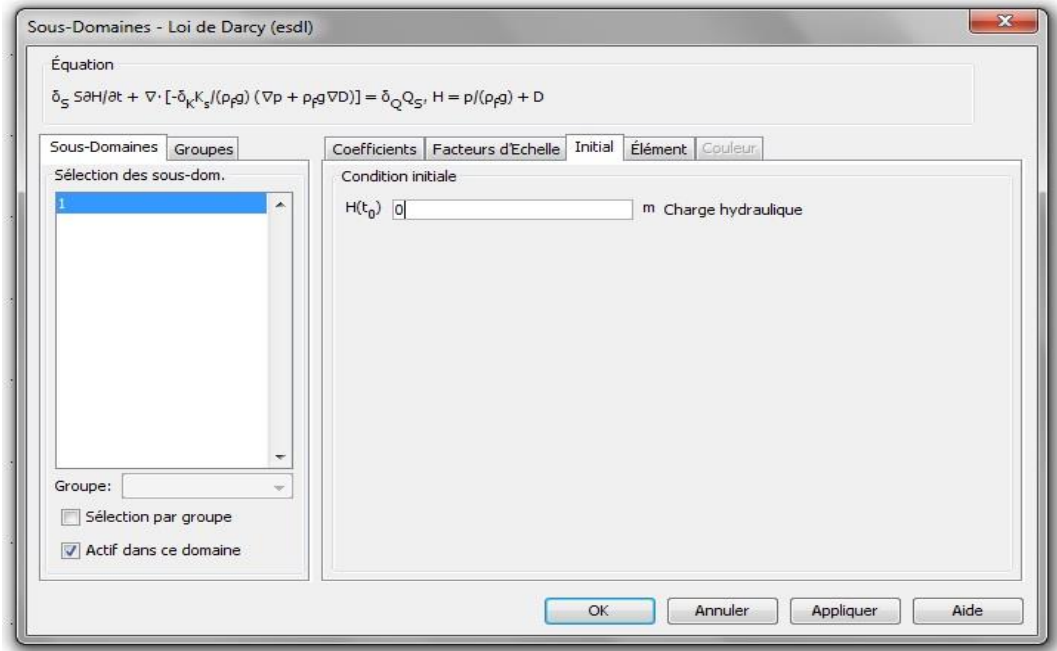 Sous-Domaines - Loi de Darcy (esdl)
Équation
δS S∂H/∂t + ∇· [-δKKs/(ρfg) (∇p + ρfg∇D)] = δQQS, H = p/(ρfg) + D
Sous-Domaines Groupes
Sélection des sous-dom.
1
Groupe:
Sélection par groupe
Actif dans ce domaine
Coefficients Facteurs d'Echelle Initial Élément Couleur
Condition initiale
H(t0) 0 m Charge hydraulique
OK Annuler Appliquer Aide